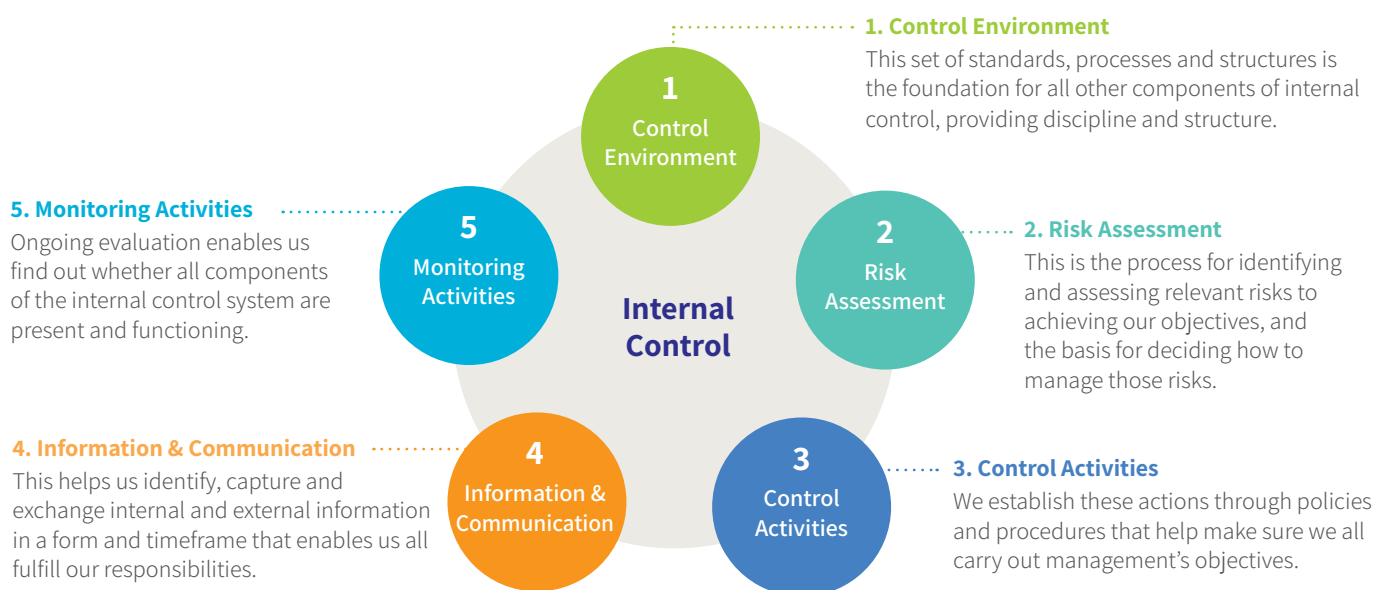 1. Control Environment
This set of standards, processes and structures is
the foundation for all other components of internal
control, providing discipline and structure.
1
Control
Environment
5. Monitoring Activities
Ongoing evaluation enables us
find out whether all components
of the internal control system are
present and functioning.
5
Monitoring
Activities
2
Risk
Assessment
2. Risk Assessment
This is the process for identifying
and assessing relevant risks to
achieving our objectives, and
the basis for deciding how to
manage those risks.
Internal
Control
4. Information & Communication
This helps us identify, capture and
exchange internal and external information
in a form and timeframe that enables us all
fulfill our responsibilities.
4
Information &
Communication
3
Control
Activities
3. Control Activities
We establish these actions through policies
and procedures that help make sure we all
carry out management’s objectives.